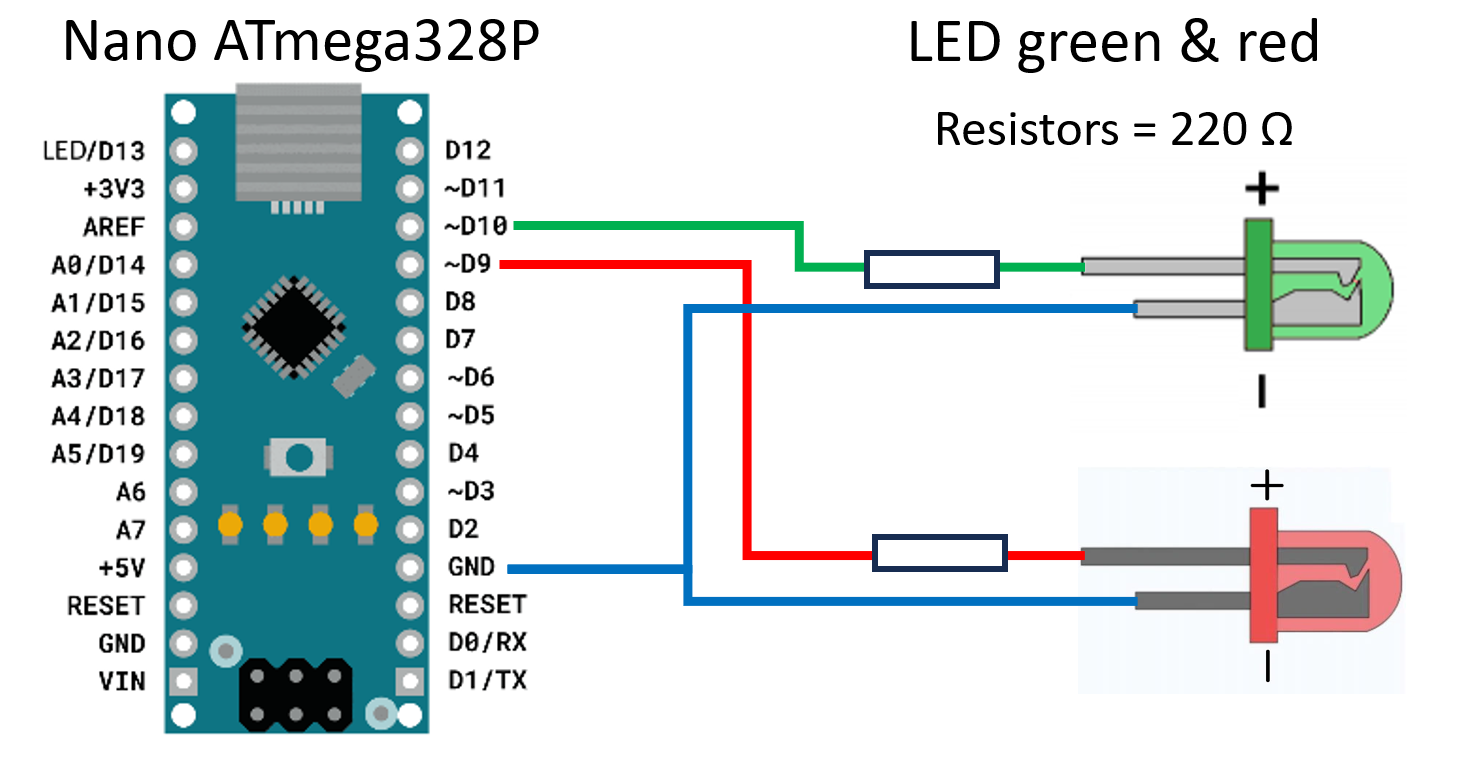 Nano ATmega328P
LED green & red
Resistors = 220 Ω
LED/D13
+3V3
AREF
A0/D14
A1/D15
A2/D16
A3/D17
A4/D18
A5/D19
A6
A7
+5V
RESET
GND
VIN
D12
~D11
~D10
~D9
D8
D7
~D6
~D5
D4
~D3
D2
GND
RESET
D0/RX
D1/TX
+
–
+
–